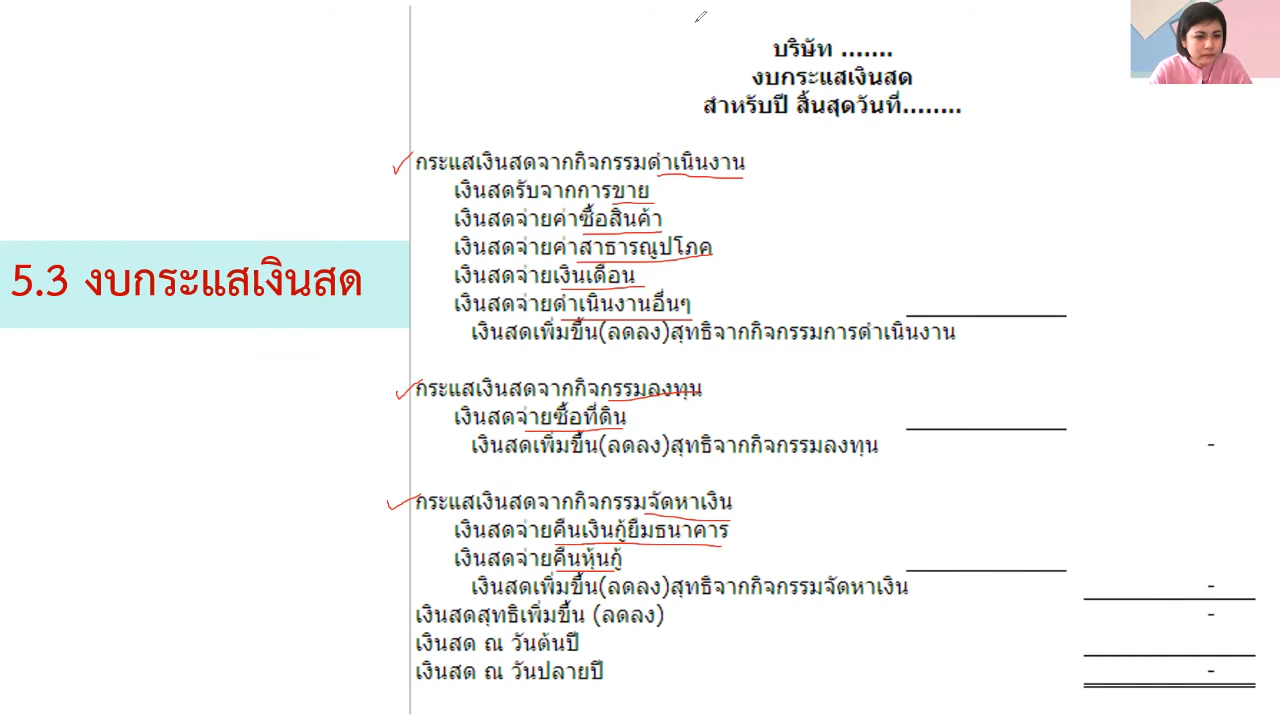 บริษัท .......
งบกระแสเงินสด
สำหรับปี สิ้นสุดวันที่........
5.3 งบกระแสเงินสด
กระแสเงินสดจากกิจกรรมดำเนินงาน
เงินสดรับจากการขาย
เงินสดจ่ายค่าซื้อสินค้า
เงินสดจ่ายค่าสาธารณูปโภค
เงินสดจ่ายเงินเดือน
เงินสดจ่ายดำเนินงานอื่นๆ
เงินสดเพิ่มขึ้น(ลดลง)สุทธิจากกิจกรรมการดำเนินงาน
กระแสเงินสดจากกิจกรรมลงทุน
เงินสดจ่ายซื้อที่ดิน
เงินสดเพิ่มขึ้น(ลดลง)สุทธิจากกิจกรรมลงทุน -
กระแสเงินสดจากกิจกรรมจัดหาเงิน
เงินสดจ่ายคืนเงินกู้ยืมธนาคาร
เงินสดจ่ายคืนหุ้นกู้
เงินสดเพิ่มขึ้น(ลดลง)สุทธิจากกิจกรรมจัดหาเงิน -
เงินสดสุทธิเพิ่มขึ้น (ลดลง) -
เงินสด ณ วันต้นปี
เงินสด ณ วันปลายปี -